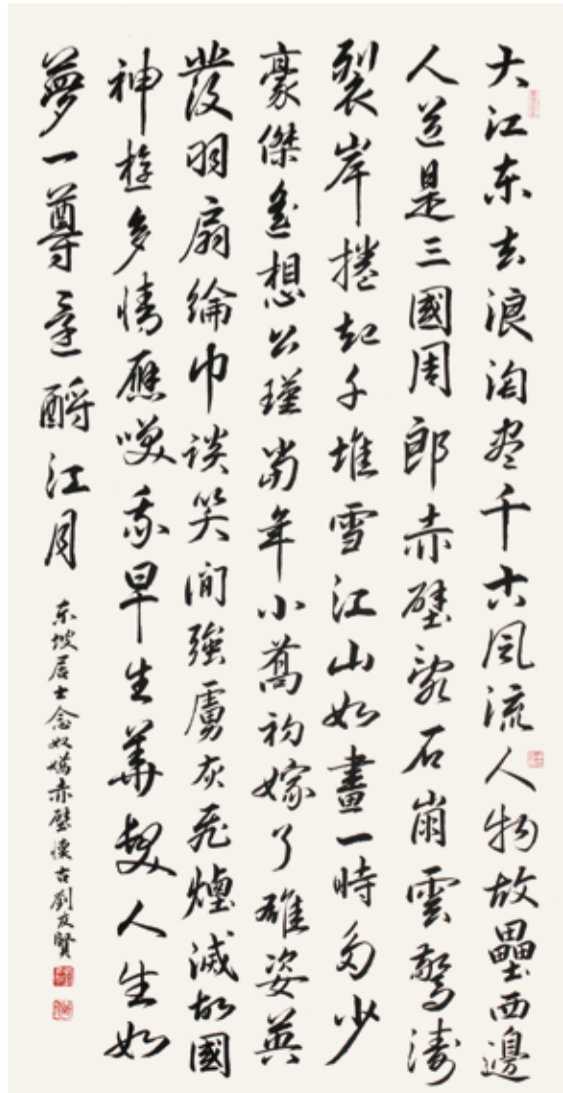 大江东去浪淘尽千古风流人物故壘西邊
人道是三國周郎赤壁亂石崩雲驚濤
裂岸捲起千堆雪江山如畫一時多少
豪傑遙想公瑾當年小喬初嫁了雄姿英
發羽扇綸巾談笑間強虜灰飛煙滅故國
神遊多情應笑我早生華髮人生如
夢一尊還酹江月
东坡居士念奴嬌赤壁懷古劉友賢